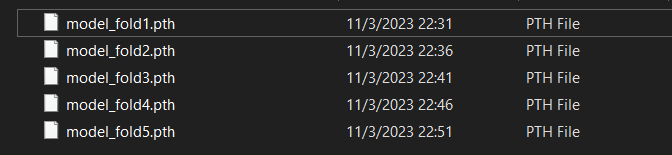 model_fold1.pth 11/3/2023 22:31 PTH File
model_fold2.pth 11/3/2023 22:36 PTH File
model_fold3.pth 11/3/2023 22:41 PTH File
model_fold4.pth 11/3/2023 22:46 PTH File
model_fold5.pth 11/3/2023 22:51 PTH File